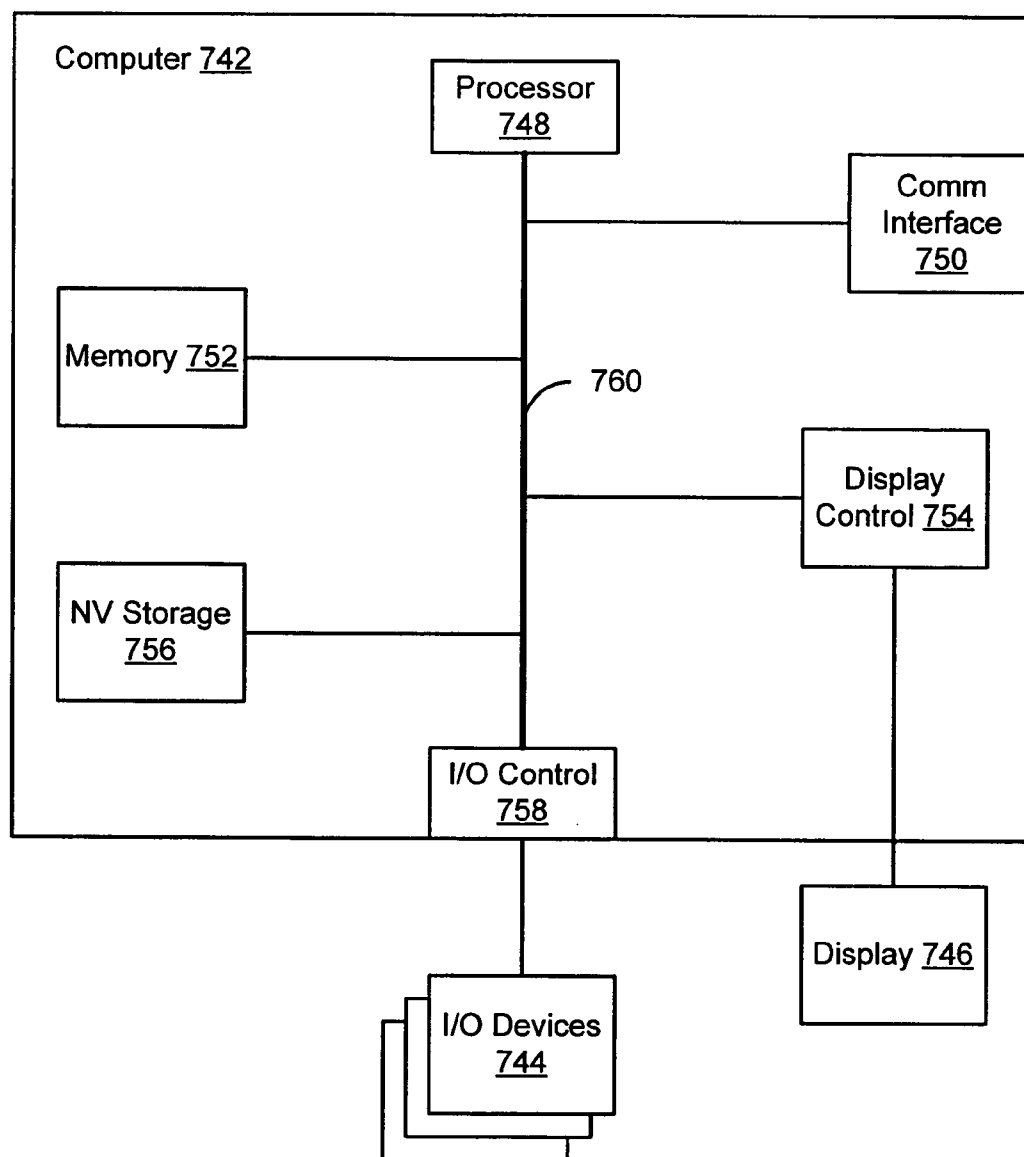 Computer 742
Processor
748
Comm
Interface
750
Memory 752
760
Display
Control 754
NV Storage
756
I/O Control
758
Display 746
I/O Devices
744